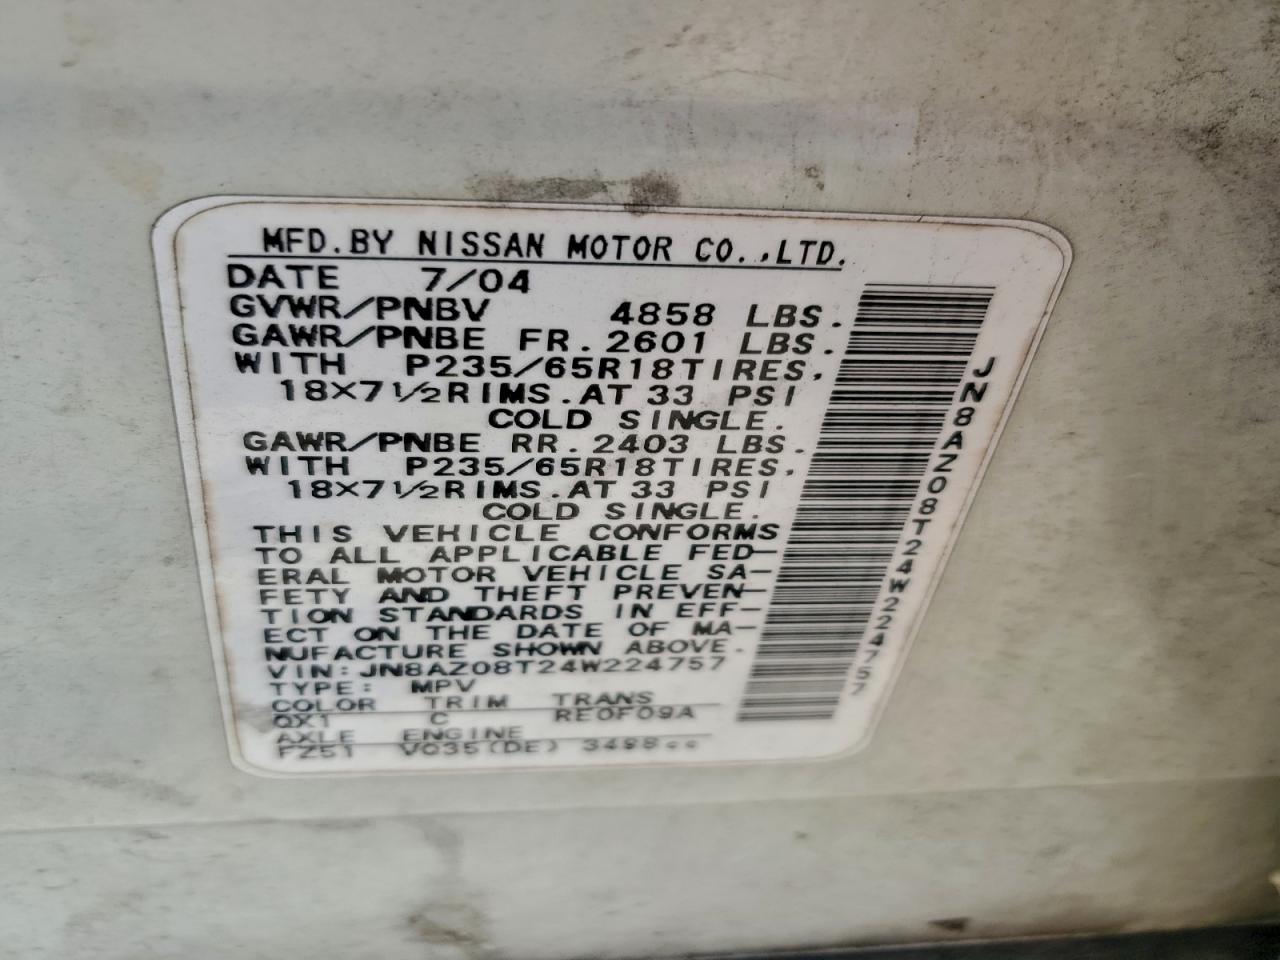 MFD.BY NISSAN MOTOR CO.,LTD.
DATE 7/04
GVWR/PNBV 4858 LBS.
GAWR/PNBE FR.2601 LBS.
WITH P235/65R18TIRES.
18X7 1/2RIMS.AT 33 PSI
COLD SINGLE.
GAWR/PNBE RR.2403 LBS.
WITH P235/65R18TIRES.
18X7 1/2RIMS.AT 33 PSI
COLD SINGLE.
THIS VEHICLE CONFORMS
TO ALL APPLICABLE FED-
ERAL MOTOR VEHICLE SA-
FETY AND THEFT PREVEN-
TION STANDARDS IN EFF-
ECT ON THE DATE OF MA-
NUFACTURE SHOWN ABOVE.
VIN:JN8AZ08T24W224757
TYPE: MPV
COLOR TRIM TRANS
QX1 C RE0F09A
AXLE ENGINE
FZ51 VQ35(DE) 3498cc
JN8AZ08T24W224757